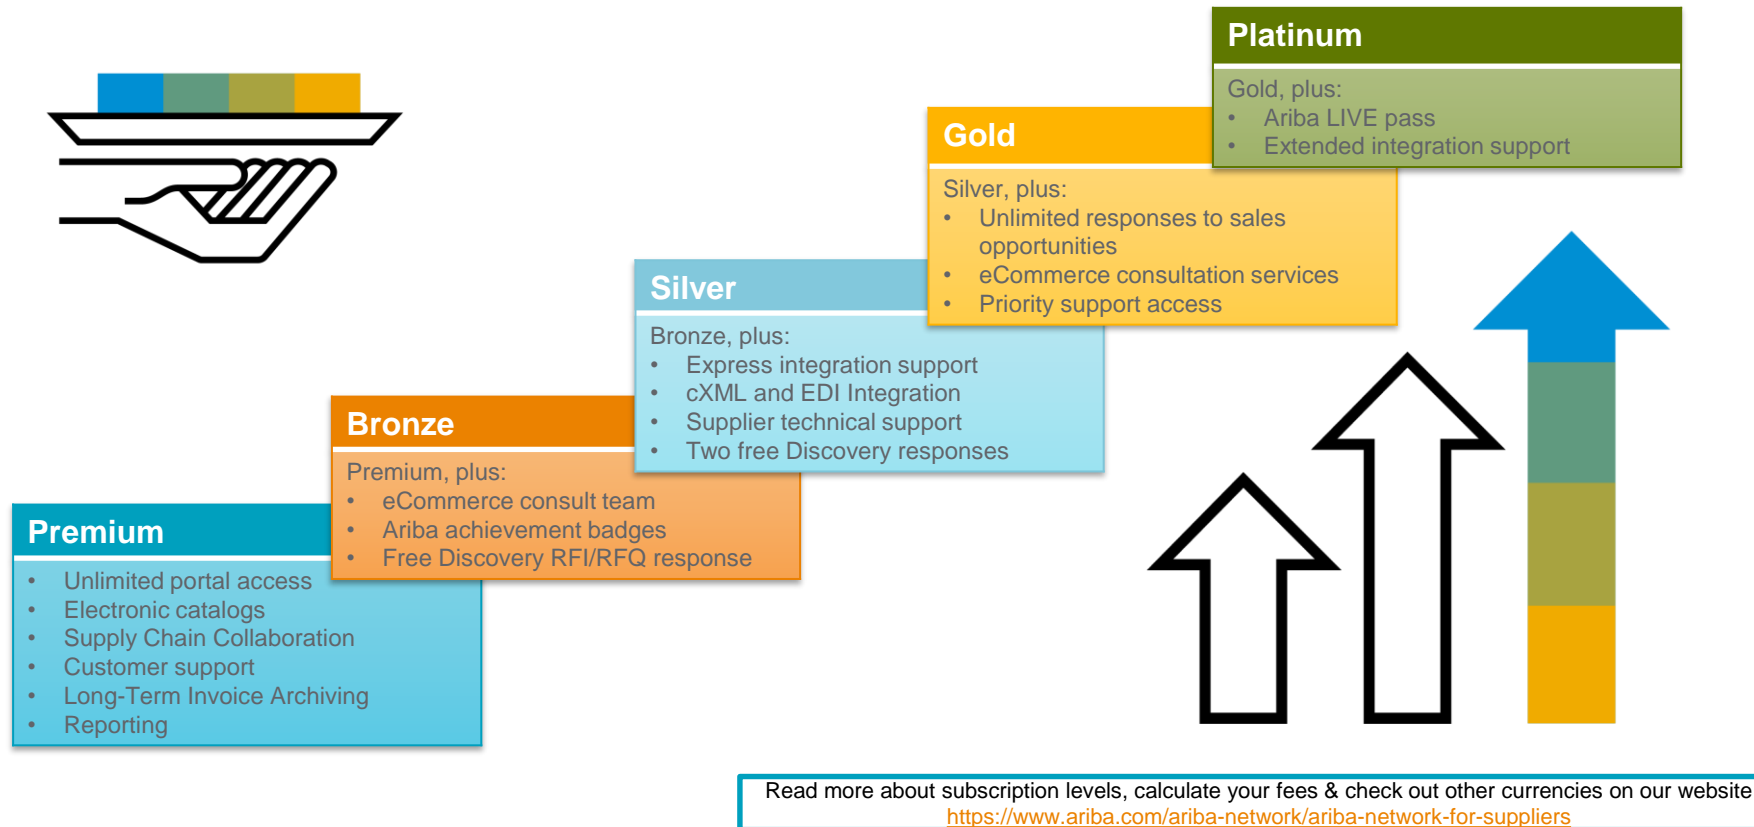 Platinum
Gold, plus:
• Ariba LIVE pass
• Extended integration support
Gold
Silver, plus:
• Unlimited responses to sales
opportunities
• eCommerce consultation services
• Priority support access
Silver
Bronze, plus:
• Express integration support
• cXML and EDI Integration
• Supplier technical support
• Two free Discovery responses
Bronze
Premium, plus:
• eCommerce consult team
• Ariba achievement badges
• Free Discovery RFI/RFQ response
Premium
• Unlimited portal access
• Electronic catalogs
• Supply Chain Collaboration
• Customer support
• Long-Term Invoice Archiving
• Reporting
Read more about subscription levels, calculate your fees & check out other currencies on our website
https://www.ariba.com/ariba-network/ariba-network-for-suppliers